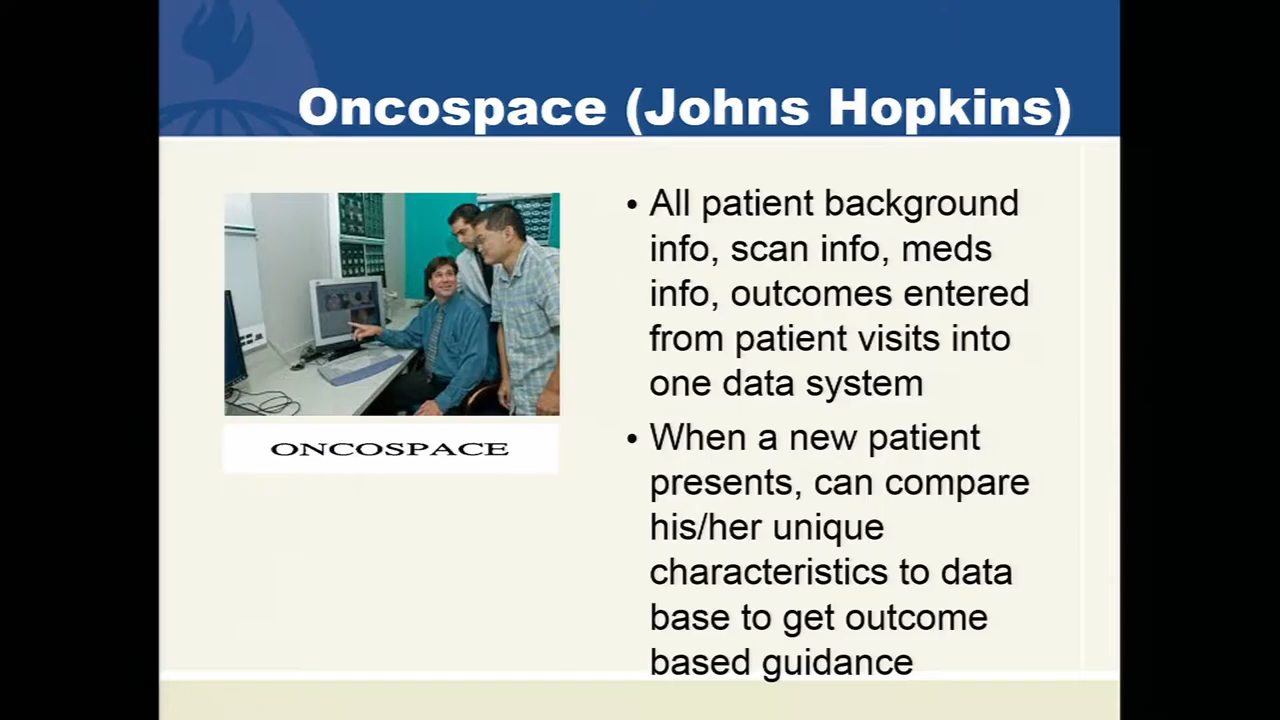 Oncospace (Johns Hopkins)
• All patient background
info, scan info, meds
info, outcomes entered
from patient visits into
one data system
• When a new patient
presents, can compare
his/her unique
characteristics to data
base to get outcome
based guidance
ONCOSPACE